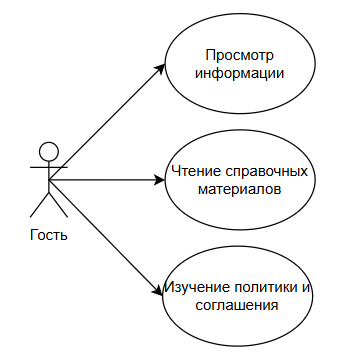 Просмотр
информации
Чтение справочных
материалов
Гость
Изучение политики и
соглашения